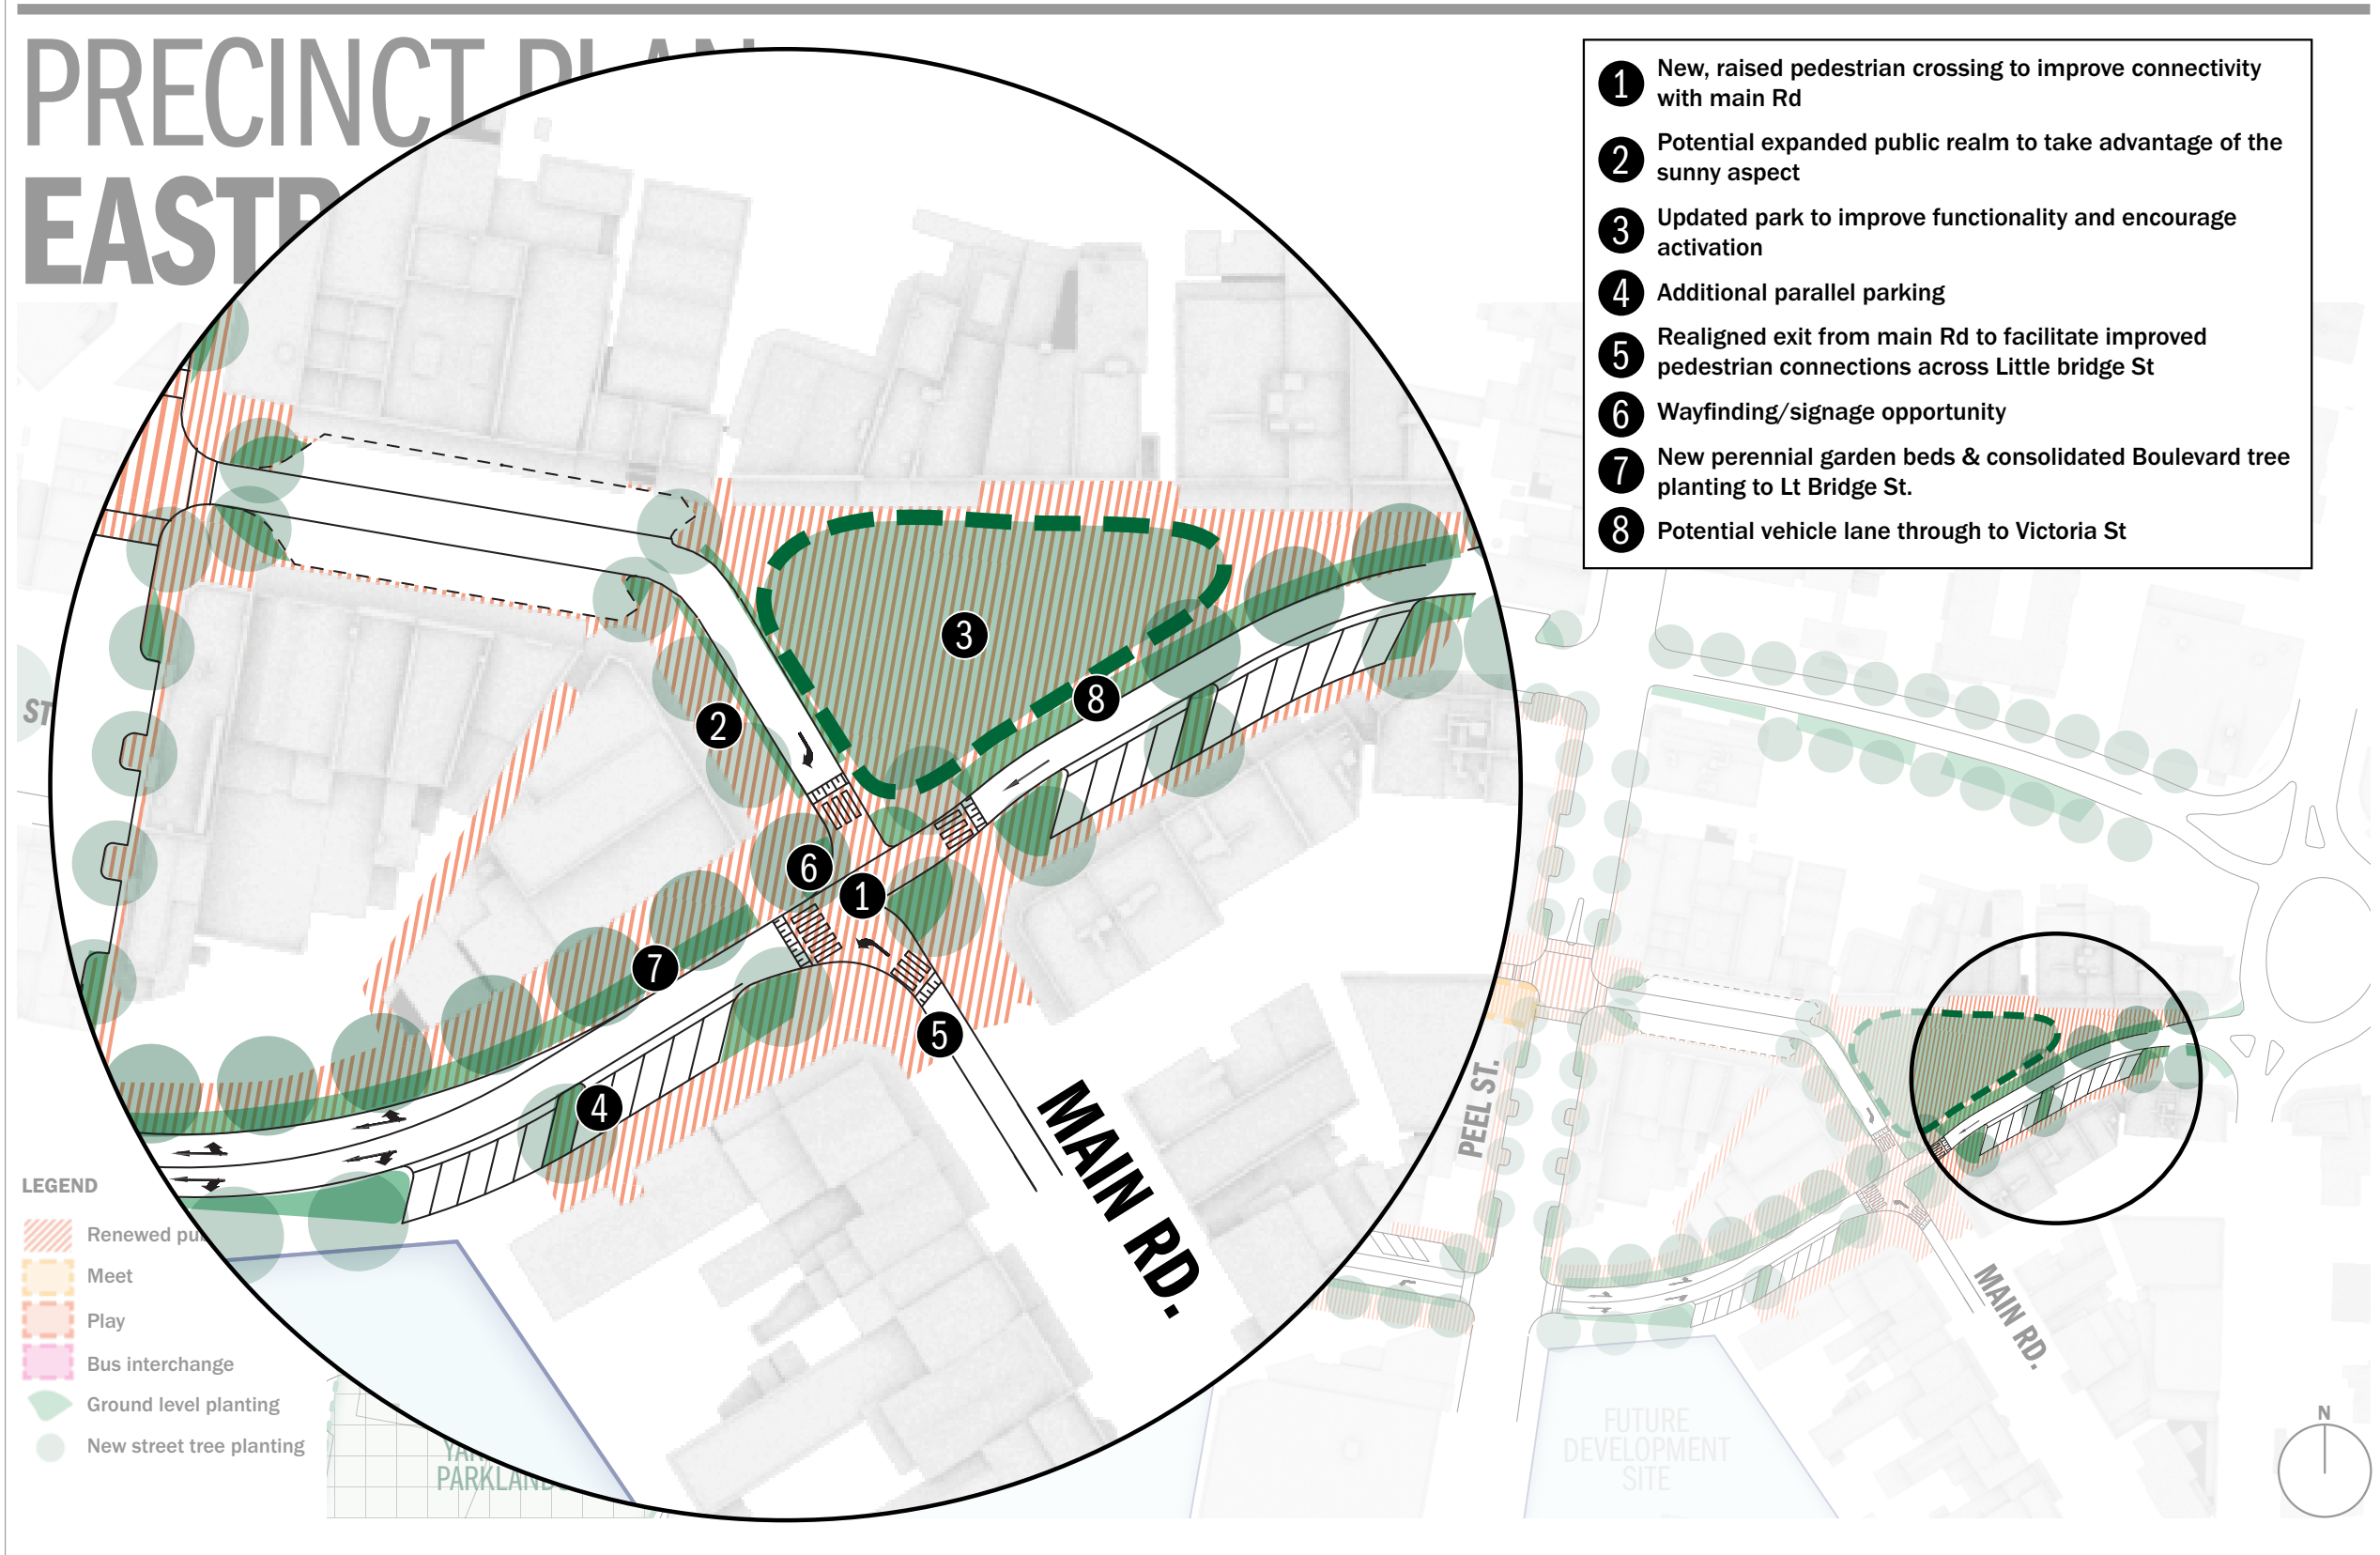 PRECINCT
1 New, raised pedestrian crossing to improve connectivity
with main Rd
2 Potential expanded public realm to take advantage of the
sunny aspect
3 Updated park to improve functionality and encourage
activation
4 Additional parallel parking
5 Realigned exit from main Rd to facilitate improved
pedestrian connections across Little bridge St
6 Wayfinding/signage opportunity
7 New perennial garden beds & consolidated Boulevard tree
planting to Lt Bridge St.
8 Potential vehicle lane through to Victoria St
3
8
2
6
1
7
5
4
MAIN RD.
ST
PEEL ST.
MAIN RD.
LEGEND
Renewed
Meet
Play
Bus interchange
Ground level planting
New street tree planting
FUTURE
DEVELOPMENT
SITE
N